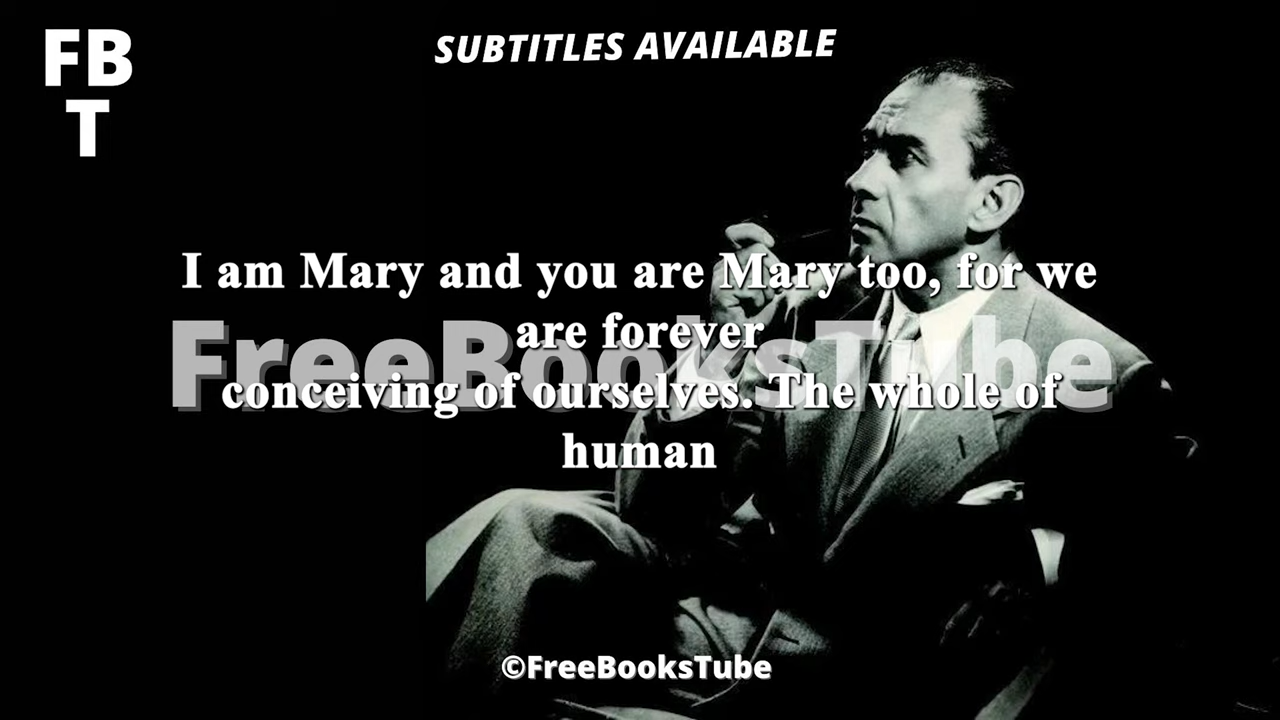 FB
T
SUBTITLES AVAILABLE
I am Mary and you are Mary too, for we
are forever
FreeBooksTube
conceiving of ourselves. The whole of
human
©FreeBooksTube